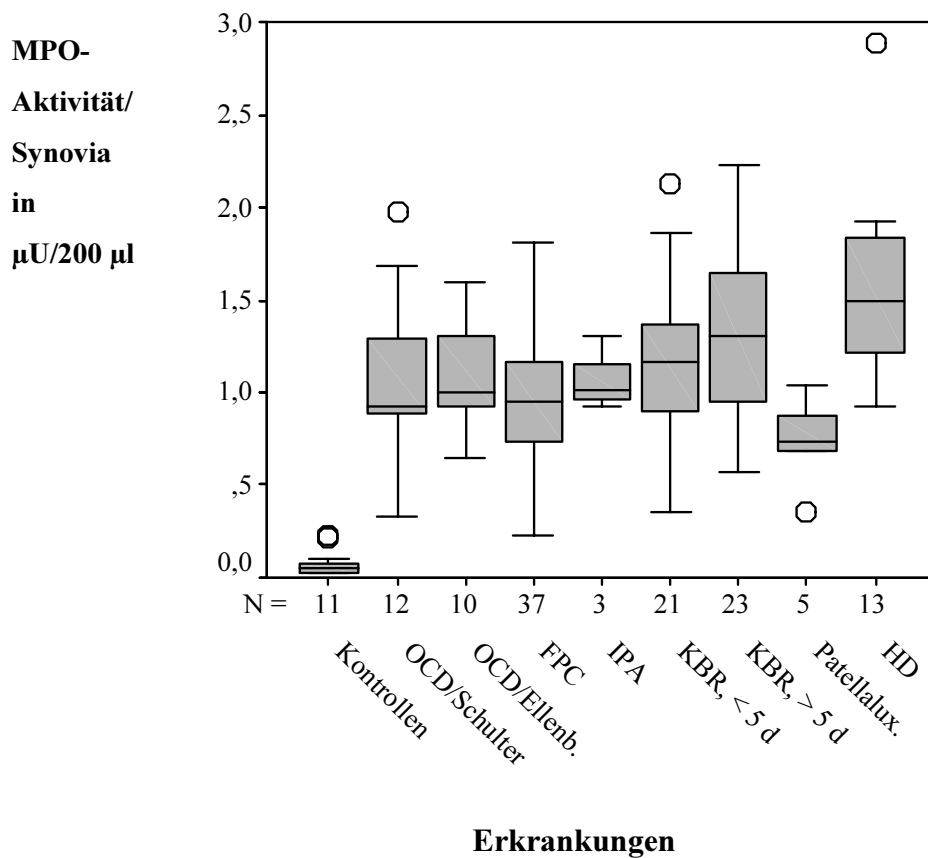 MPO-
Aktivität/
Synovia
in
µU/200 µl
3,0
2,5
2,0
1,5
1,0
,5
0,0
N = 11 12 10 37 3 21 23 5 13
Kontrollen
OCD/Schulter
OCD/Ellenb.
FPC
IPA
KBR, < 5 d
KBR, > 5 d
Patellalux.
HD
Erkrankungen